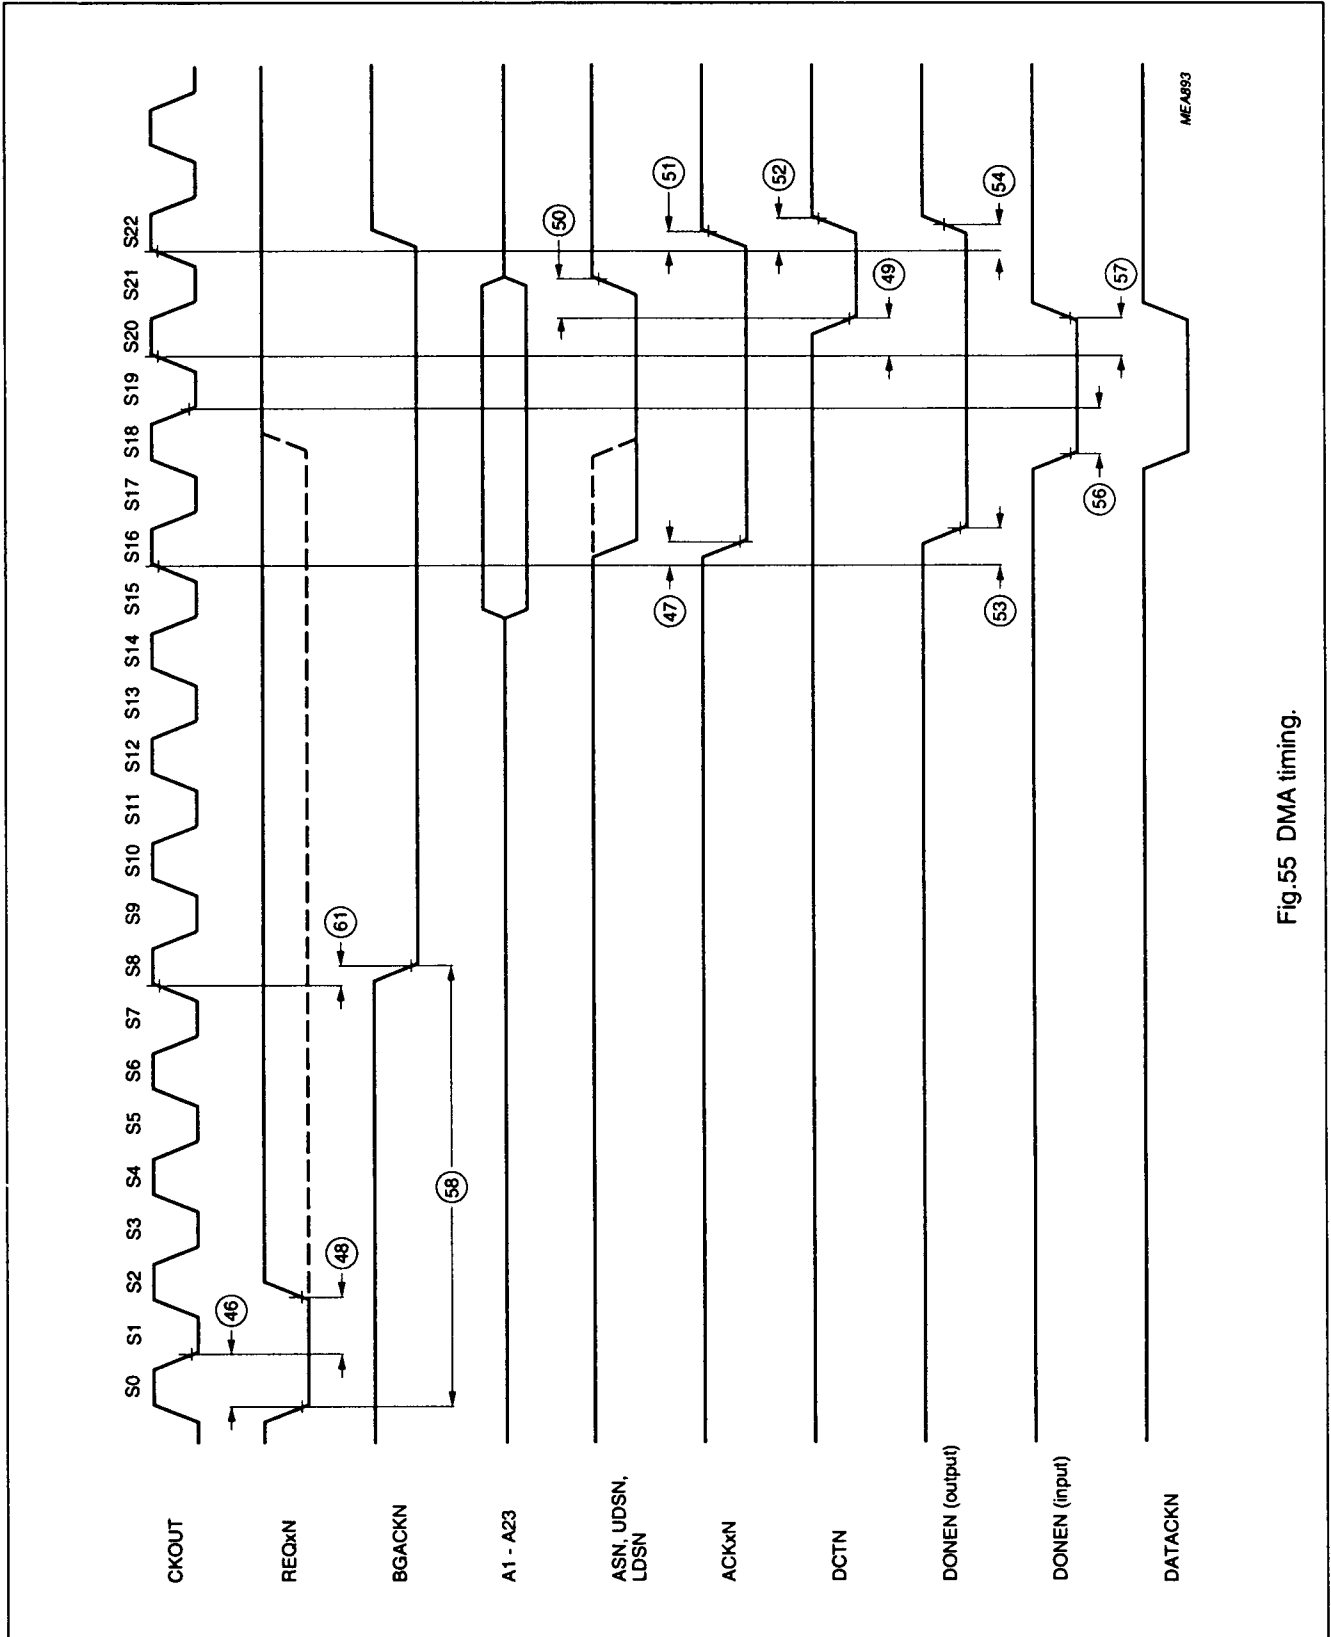 S0 S1 S2 S3 S4 S5 S6 S7 S8 S9 S10 S11 S12 S13 S14 S15 S16 S17 S18 S19 S20 S21 S22
CKOUT
46
REQxN
48
61
BGACKN
58
A1 - A23
50
ASN, UDSN,
LDSN
47
51
ACKxN
52
DCTN
49
DONEN (output)
53
54
DONEN (input)
56
57
DATACKN
MEA893
Fig.55 DMA timing.